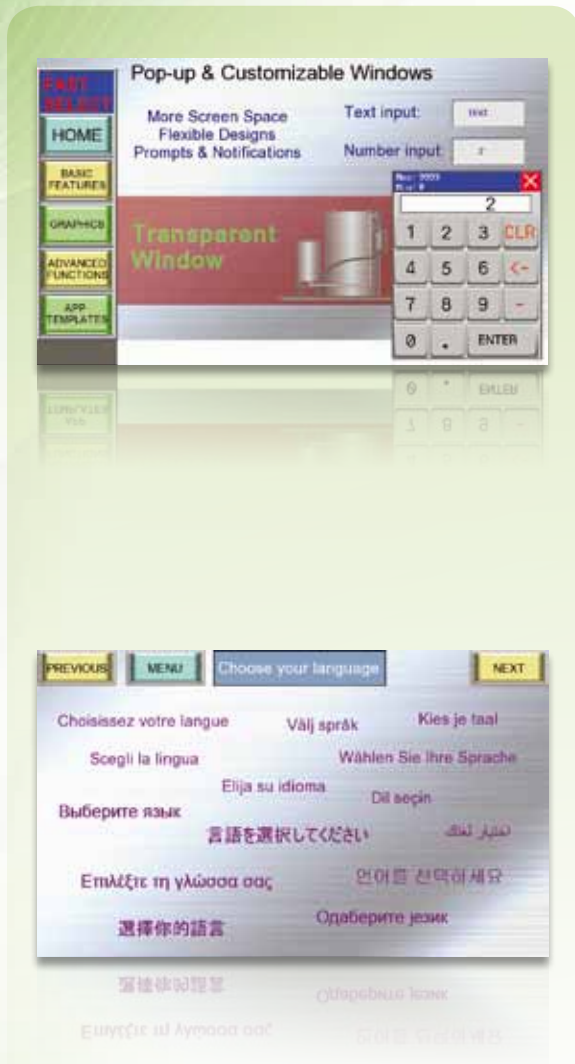 Pop-up & Customizable Windows
FAST
SELECT
HOME
BASIC
FEATURES
GRAPHICS
ADVANCED
FUNCTIONS
APP
TEMPLATES
More Screen Space
Flexible Designs
Prompts & Notifications
Text input:
text
Number input:
Transparent
Window
2
1 2 3 CLR
4 5 6 <-
7 8 9 -
0 . ENTER
PREVIOUS
MENU
Choose your language
NEXT
Choisissez votre langue
Välj språk
Kies je taal
Scegli la lingua
Wählen Sie Ihre Sprache
Elija su idioma
Dil seçin
Выберите язык
言語を選択してください
Επιλέξτε τη γλώσσα σας
언어를 선택하세요
選擇你的語言
Одаберите језик